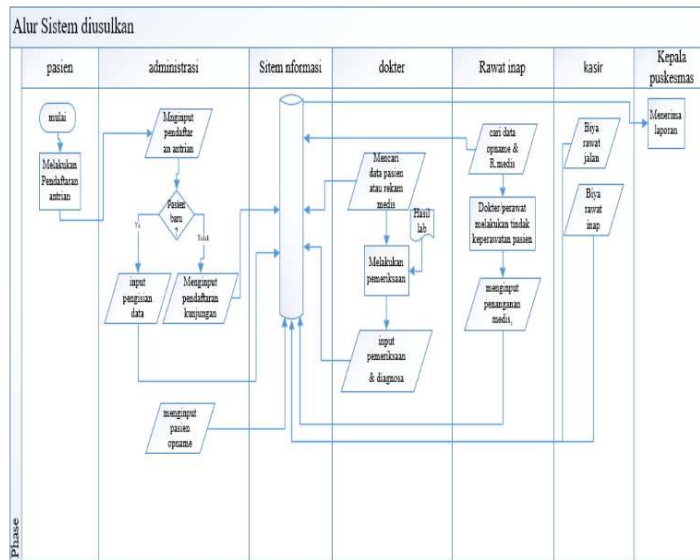 Alur Sistem diusulkan
pasien
administrasi
Sitem nformasi
dokter
Rawat inap
kasir
Kepala
puskesmas
mulai
Melakukan
Pendaftaran
antrian
Mnginput
pendaftar
an astrian
Pasien
baru
?
Ya
Tidak
input
pengisian
data
Menginput
pendaftaran
kunjungan
menginput
pasien
opname
Mencari
data pasien
atau rekam
medis
Hasil
lab
Melakukan
pemeriksaan
input
pemeriksaan
& diagnosa
cari data
opname &
R.medis
Dokter/perawat
melakukan tindak
keperawatan pasien
menginput
penanganan
medis,
Biya
rawat
jalan
Biya
rawat
inap
Menerima
laporan
Phase